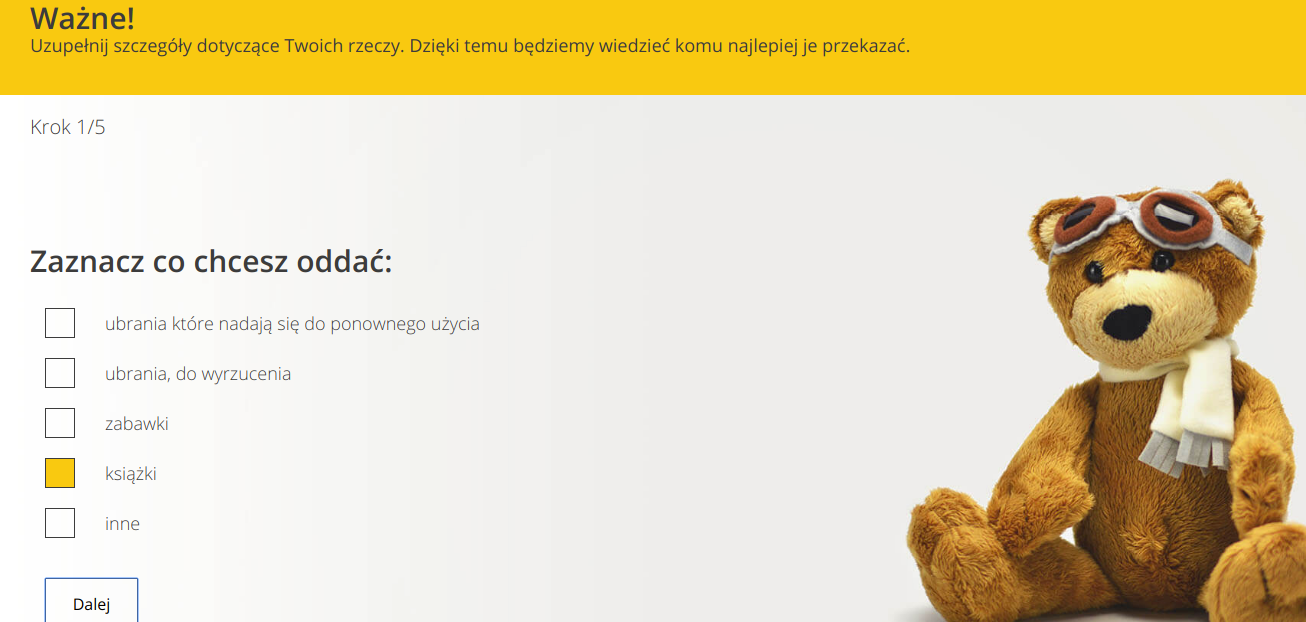 Ważne!
Uzupełnij szczegóły dotyczące Twoich rzeczy. Dzięki temu będziemy wiedzieć komu najlepiej je przekazać.
Krok 1/5
Zaznacz co chcesz oddać:
ubrania które nadają się do ponownego użycia
ubrania, do wyrzucenia
zabawki
książki
inne
Dalej